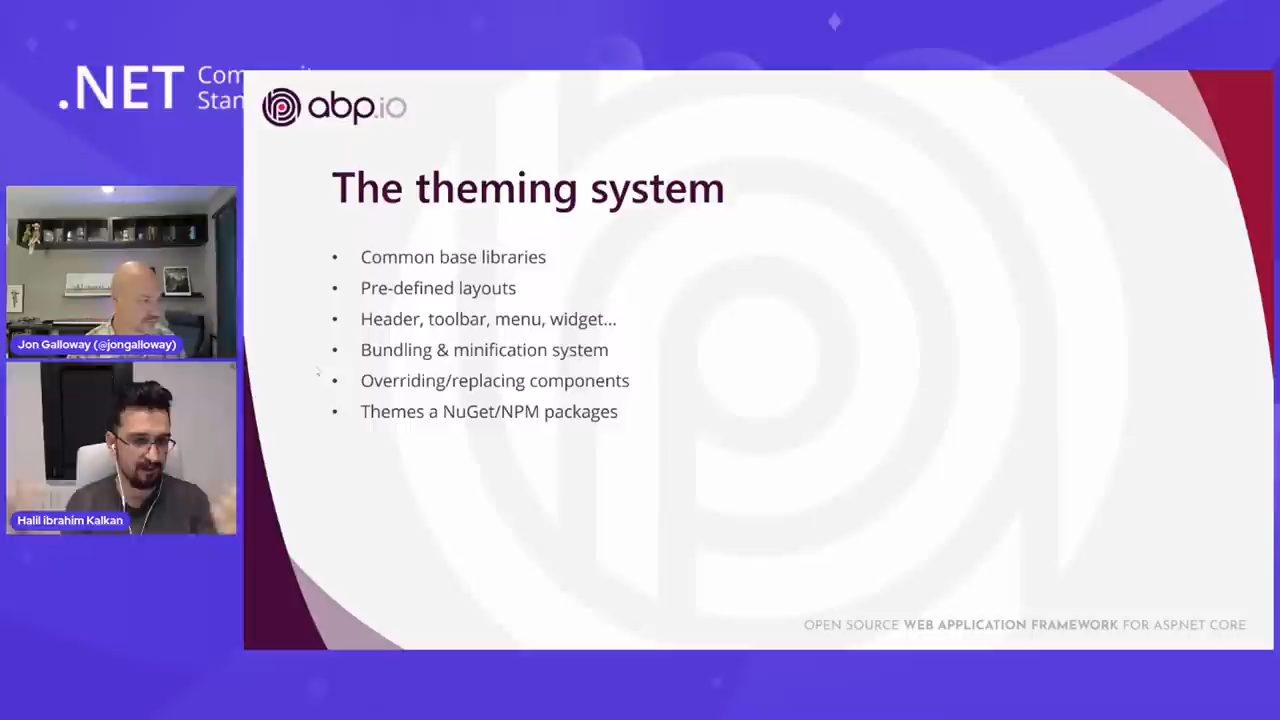 .NET
abp.io
The theming system
• Common base libraries
• Pre-defined layouts
• Header, toolbar, menu, widget...
• Bundling & minification system
• Overriding/replacing components
• Themes a NuGet/NPM packages
Jon Galloway (@jongalloway)
Halil ibrahim Kalkan
OPEN SOURCE WEB APPLICATION FRAMEWORK FOR ASP.NET CORE